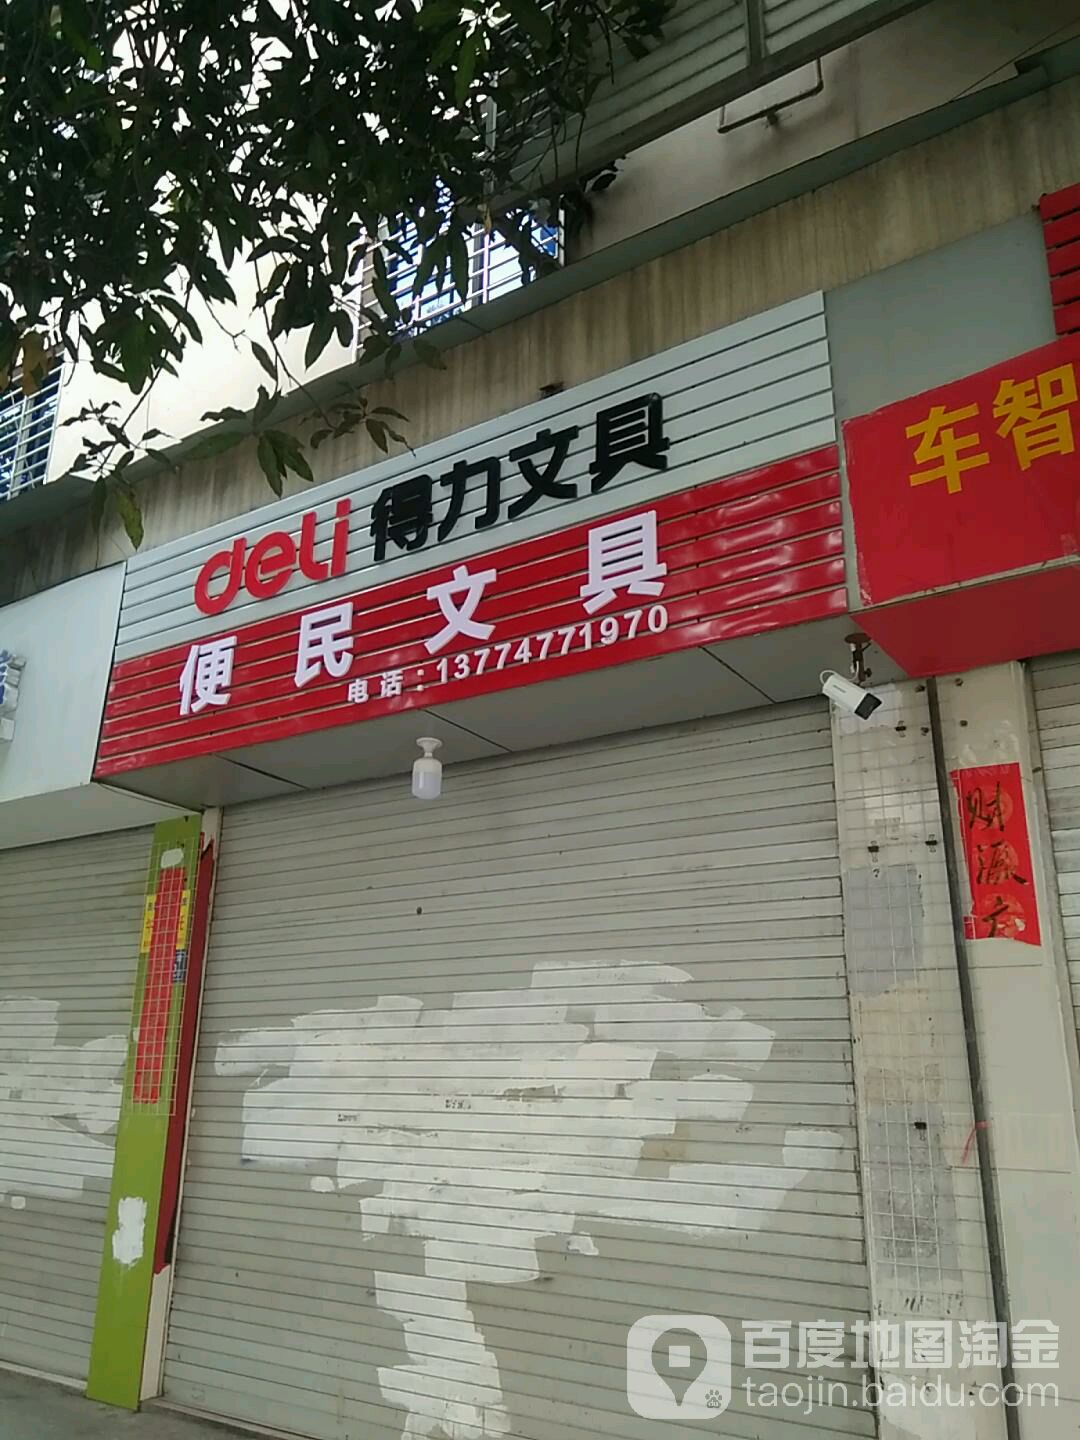 deli 得力文具
便民文具
电话：13774771970
车智
财源广
百度地图淘金
taojin.baidu.com